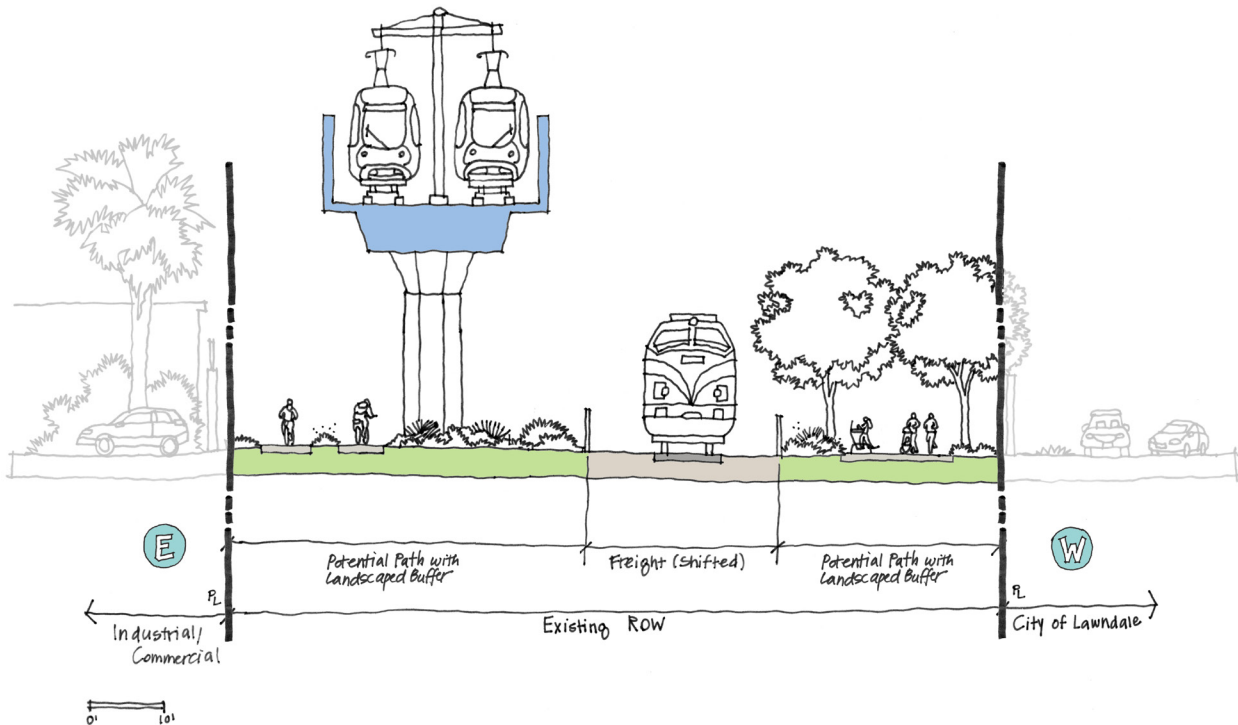 E
W
Potential Path with
Landscaped Buffer
Freight (Shifted)
Potential Path with
Landscaped Buffer
PL
PL
Industrial/
Commercial
Existing ROW
City of Lawndale
0'
10'